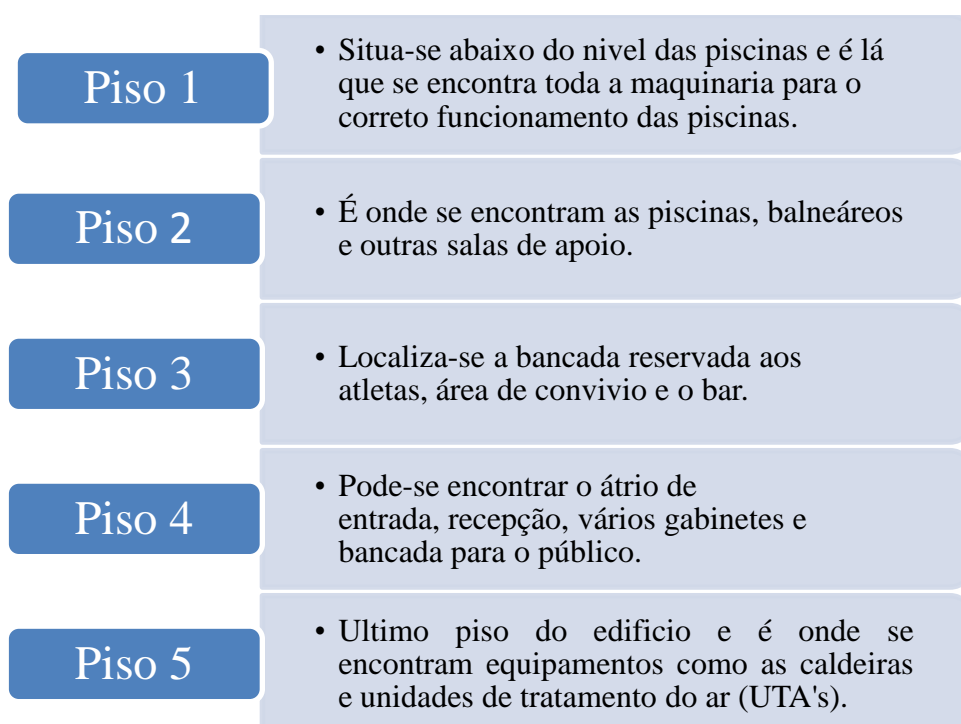 Piso 1
• Situa-se abaixo do nivel das piscinas e é lá
que se encontra toda a maquinaria para o
correto funcionamento das piscinas.
Piso 2
• É onde se encontram as piscinas, balneáreos
e outras salas de apoio.
Piso 3
• Localiza-se a bancada reservada aos
atletas, área de convivio e o bar.
Piso 4
• Pode-se encontrar o átrio de
entrada, recepção, vários gabinetes e
bancada para o público.
Piso 5
• Ultimo piso do edificio e é onde se
encontram equipamentos como as caldeiras
e unidades de tratamento do ar (UTA's).